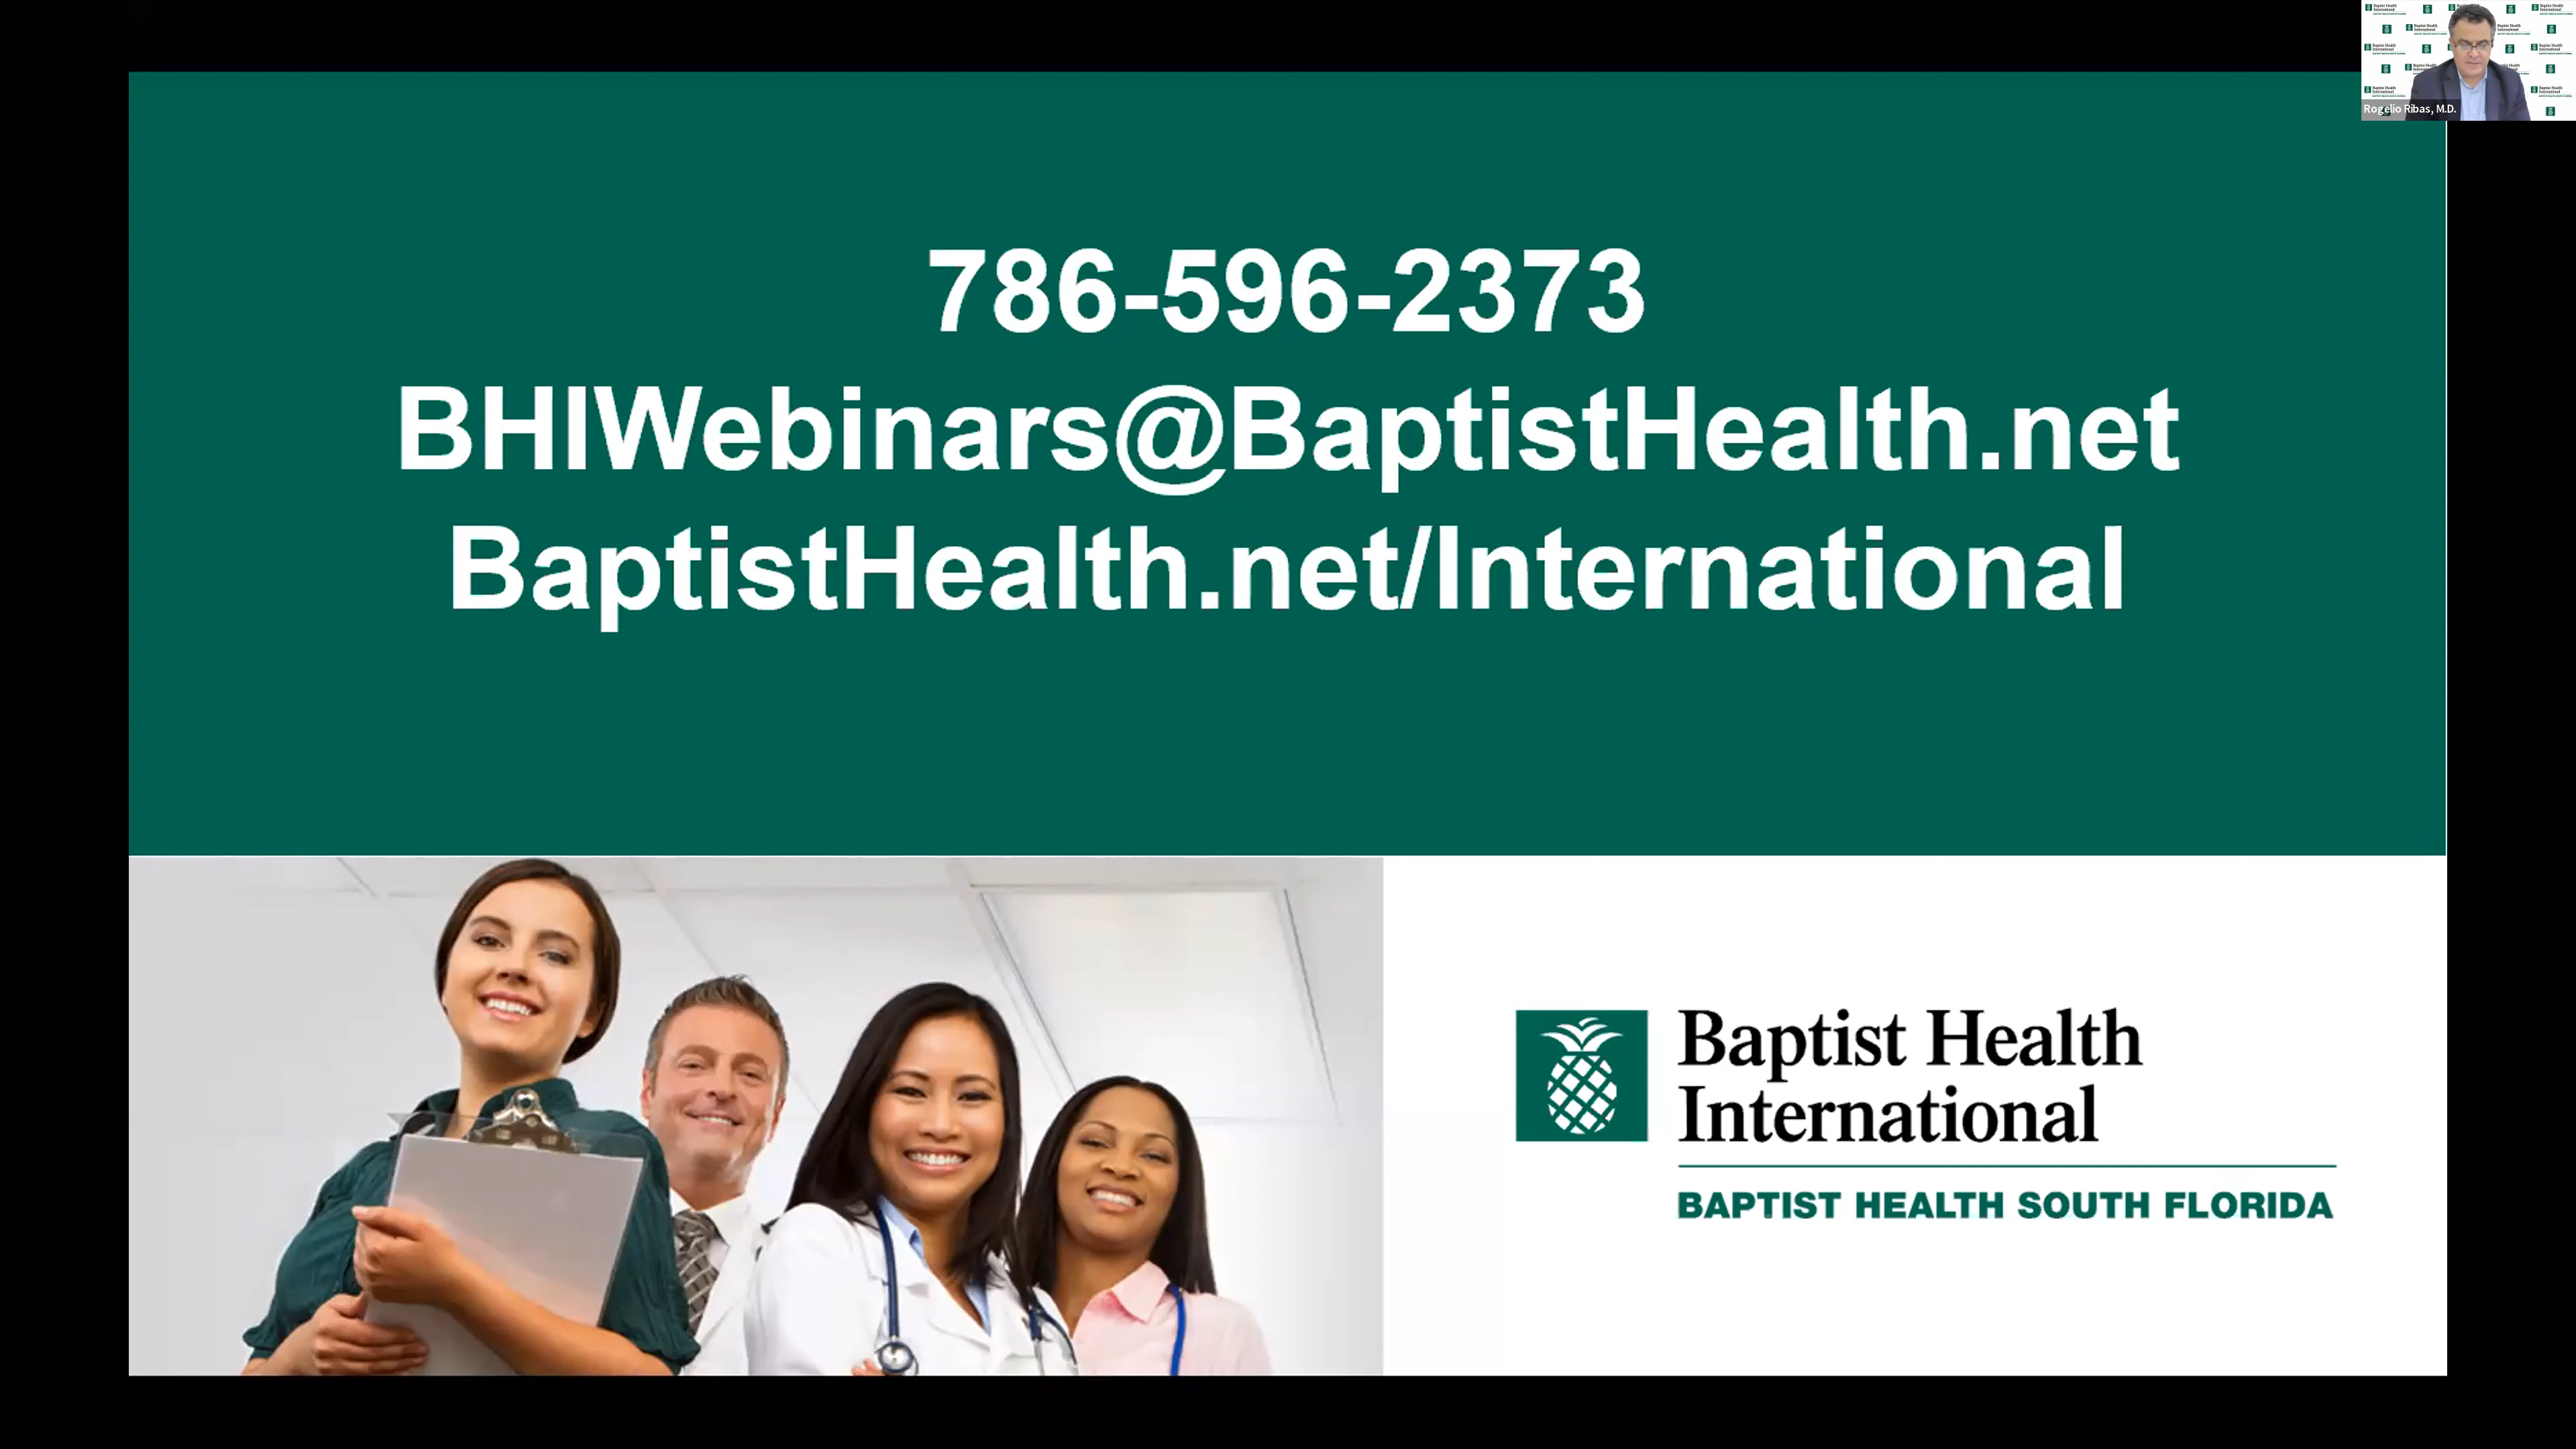 786-596-2373
BHIWebinars@BaptistHealth.net
BaptistHealth.net/International
Rogelio Ribas, M.D.
Baptist Health
International
BAPTIST HEALTH SOUTH FLORIDA